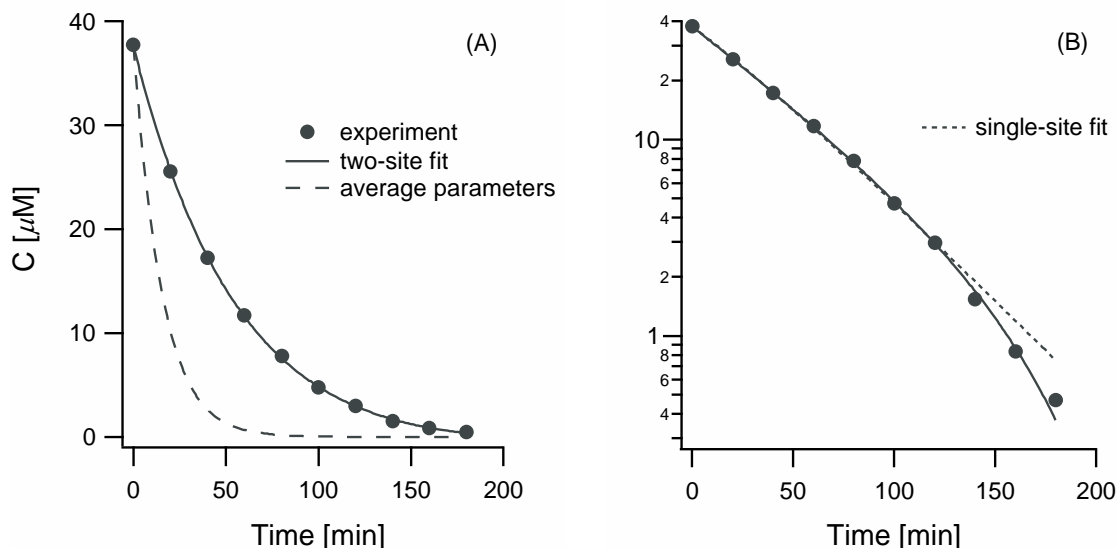 (A)
40
30
20
10
0
C [μM]
experiment
two-site fit
average parameters
0
50
100
150
200
Time [min]
(B)
4
2
10
8
6
4
2
1
8
6
4
single-site fit
0
50
100
150
200
Time [min]